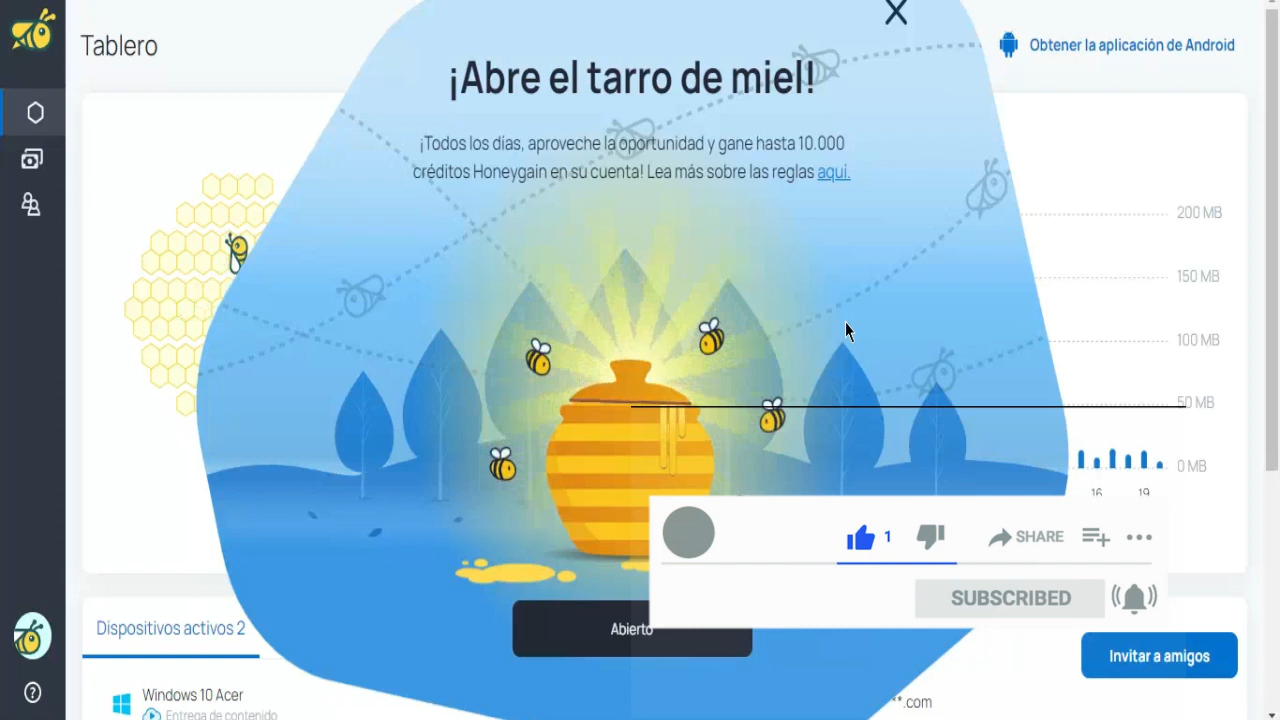 Tablero
Obtener la aplicación de Android
¡Abre el tarro de miel!
¡Todos los días, aproveche la oportunidad y gane hasta 10.000
créditos Honeygain en su cuenta! Lea más sobre las reglas aquí.
200 MB
150 MB
100 MB
50 MB
0 MB
16
19
1
SHARE
SUBSCRIBED
Abierto
Dispositivos activos 2
Invitar a amigos
Windows 10 Acer
**.com
Entrega de contenido